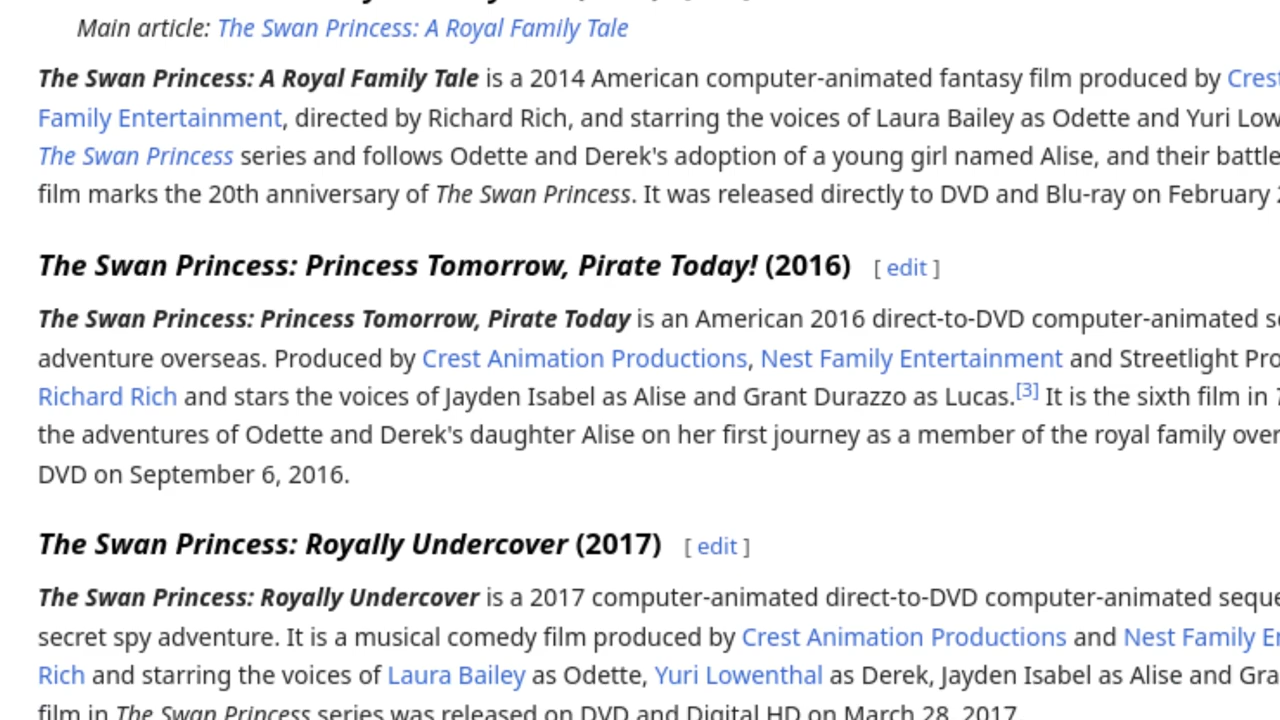 Main article: The Swan Princess: A Royal Family Tale
The Swan Princess: A Royal Family Tale is a 2014 American computer-animated fantasy film produced by Crest
Family Entertainment, directed by Richard Rich, and starring the voices of Laura Bailey as Odette and Yuri Low
The Swan Princess series and follows Odette and Derek's adoption of a young girl named Alise, and their battle
film marks the 20th anniversary of The Swan Princess. It was released directly to DVD and Blu-ray on February
The Swan Princess: Princess Tomorrow, Pirate Today! (2016) [ edit ]
The Swan Princess: Princess Tomorrow, Pirate Today is an American 2016 direct-to-DVD computer-animated
adventure overseas. Produced by Crest Animation Productions, Nest Family Entertainment and Streetlight Pro
Richard Rich and stars the voices of Jayden Isabel as Alise and Grant Durazzo as Lucas.[3] It is the sixth film in
the adventures of Odette and Derek's daughter Alise on her first journey as a member of the royal family over
DVD on September 6, 2016.
The Swan Princess: Royally Undercover (2017) [ edit ]
The Swan Princess: Royally Undercover is a 2017 computer-animated direct-to-DVD computer-animated seque
secret spy adventure. It is a musical comedy film produced by Crest Animation Productions and Nest Family
Rich and starring the voices of Laura Bailey as Odette, Yuri Lowenthal as Derek, Jayden Isabel as Alise and Gra
film in The Swan Princess series was released on DVD and Digital HD on March 28, 2017.